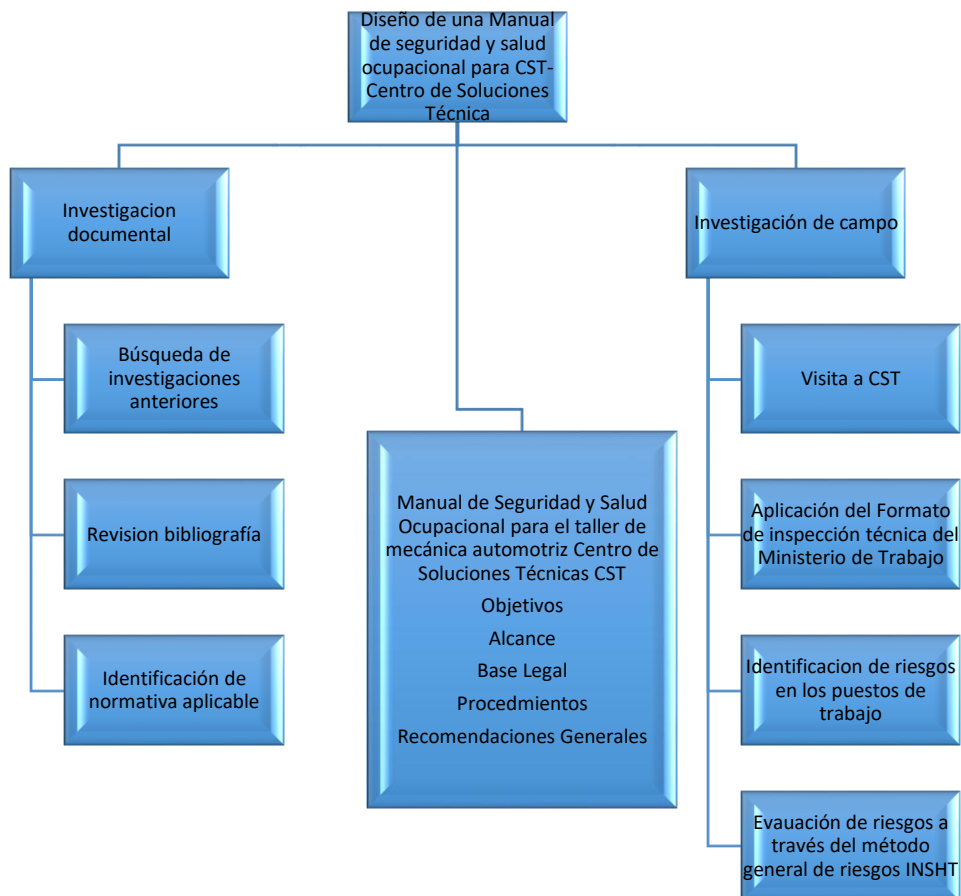 Diseño de una Manual
de seguridad y salud
ocupacional para CST-
Centro de Soluciones
Técnica
Investigacion
documental
Búsqueda de
investigaciones
anteriores
Revision bibliografía
Identificación de
normativa aplicable
Manual de Seguridad y Salud
Ocupacional para el taller de
mecánica automotriz Centro de
Soluciones Técnicas CST
Objetivos
Alcance
Base Legal
Procedmientos
Recomendaciones Generales
Investigación de campo
Visita a CST
Aplicación del Formato
de inspección técnica del
Ministerio de Trabajo
Identificacion de riesgos
en los puestos de
trabajo
Evauación de riesgos a
través del método
general de riesgos INSHT